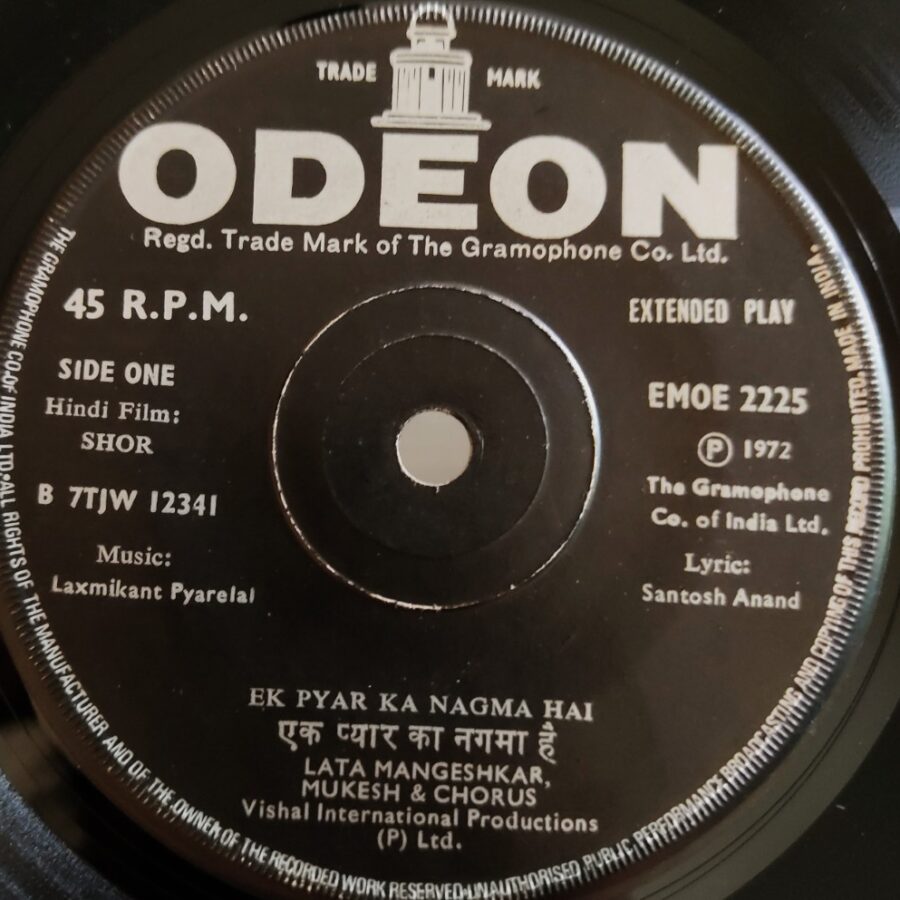 TRADE MARK
ODEON
Regd. Trade Mark of The Gramophone Co. Ltd.
45 R.P.M.
EXTENDED PLAY
SIDE ONE
Hindi Film:
SHOR
B 7TJW 12341
Music:
Laxmikant Pyarelal
EMOE 2225
Ⓟ 1972
The Gramophone
Co. of India Ltd.
Lyric:
Santosh Anand
EK PYAR KA NAGMA HAI
एक प्यार का नगमा है
LATA MANGESHKAR,
MUKESH & CHORUS
Vishal International Productions
(P) Ltd.
THE GRAMOPHONE CO. OF INDIA LTD. ALL RIGHTS OF THE MANUFACTURER AND OF THE OWNER OF THE RECORDED WORK RESERVED. UNAUTHORISED PUBLIC PERFORMANCE BROADCASTING AND COPYING OF THIS RECORD PROHIBITED. MADE IN INDIA